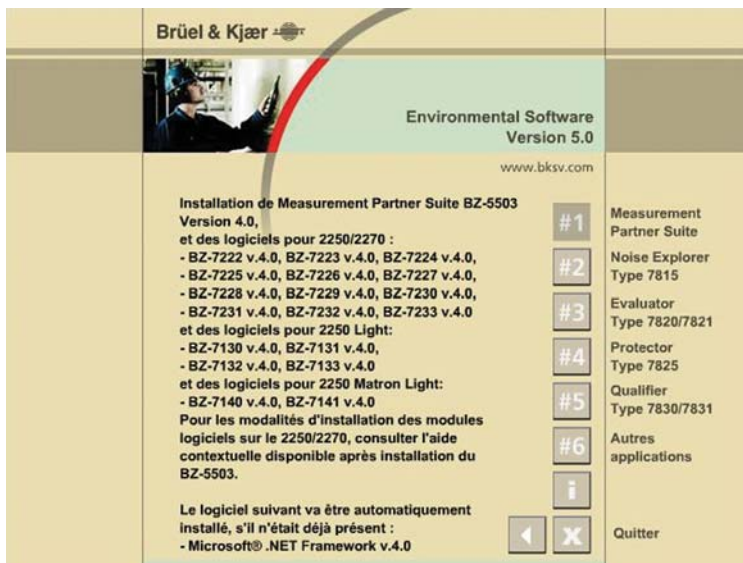 Brüel & Kjær
Environmental Software
Version 5.0
www.bksv.com
Installation de Measurement Partner Suite BZ-5503
Version 4.0,
et des logiciels pour 2250/2270 :
- BZ-7222 v.4.0, BZ-7223 v.4.0, BZ-7224 v.4.0,
- BZ-7225 v.4.0, BZ-7226 v.4.0, BZ-7227 v.4.0,
- BZ-7228 v.4.0, BZ-7229 v.4.0, BZ-7230 v.4.0,
- BZ-7231 v.4.0, BZ-7232 v.4.0, BZ-7233 v.4.0
et des logiciels pour 2250 Light:
- BZ-7130 v.4.0, BZ-7131 v.4.0,
- BZ-7132 v.4.0, BZ-7133 v.4.0
et des logiciels pour 2250 Matron Light:
- BZ-7140 v.4.0, BZ-7141 v.4.0
Pour les modalités d'installation des modules
logiciels sur le 2250/2270, consulter l'aide
contextuelle disponible après installation du
BZ-5503.
Le logiciel suivant va être automatiquement
installé, s'il n'était déjà présent :
- Microsoft® .NET Framework v.4.0
#1
Measurement
Partner Suite
#2
Noise Explorer
Type 7815
#3
Evaluator
Type 7820/7821
#4
Protector
Type 7825
#5
Qualifier
Type 7830/7831
#6
Autres
applications
i
X
Quitter